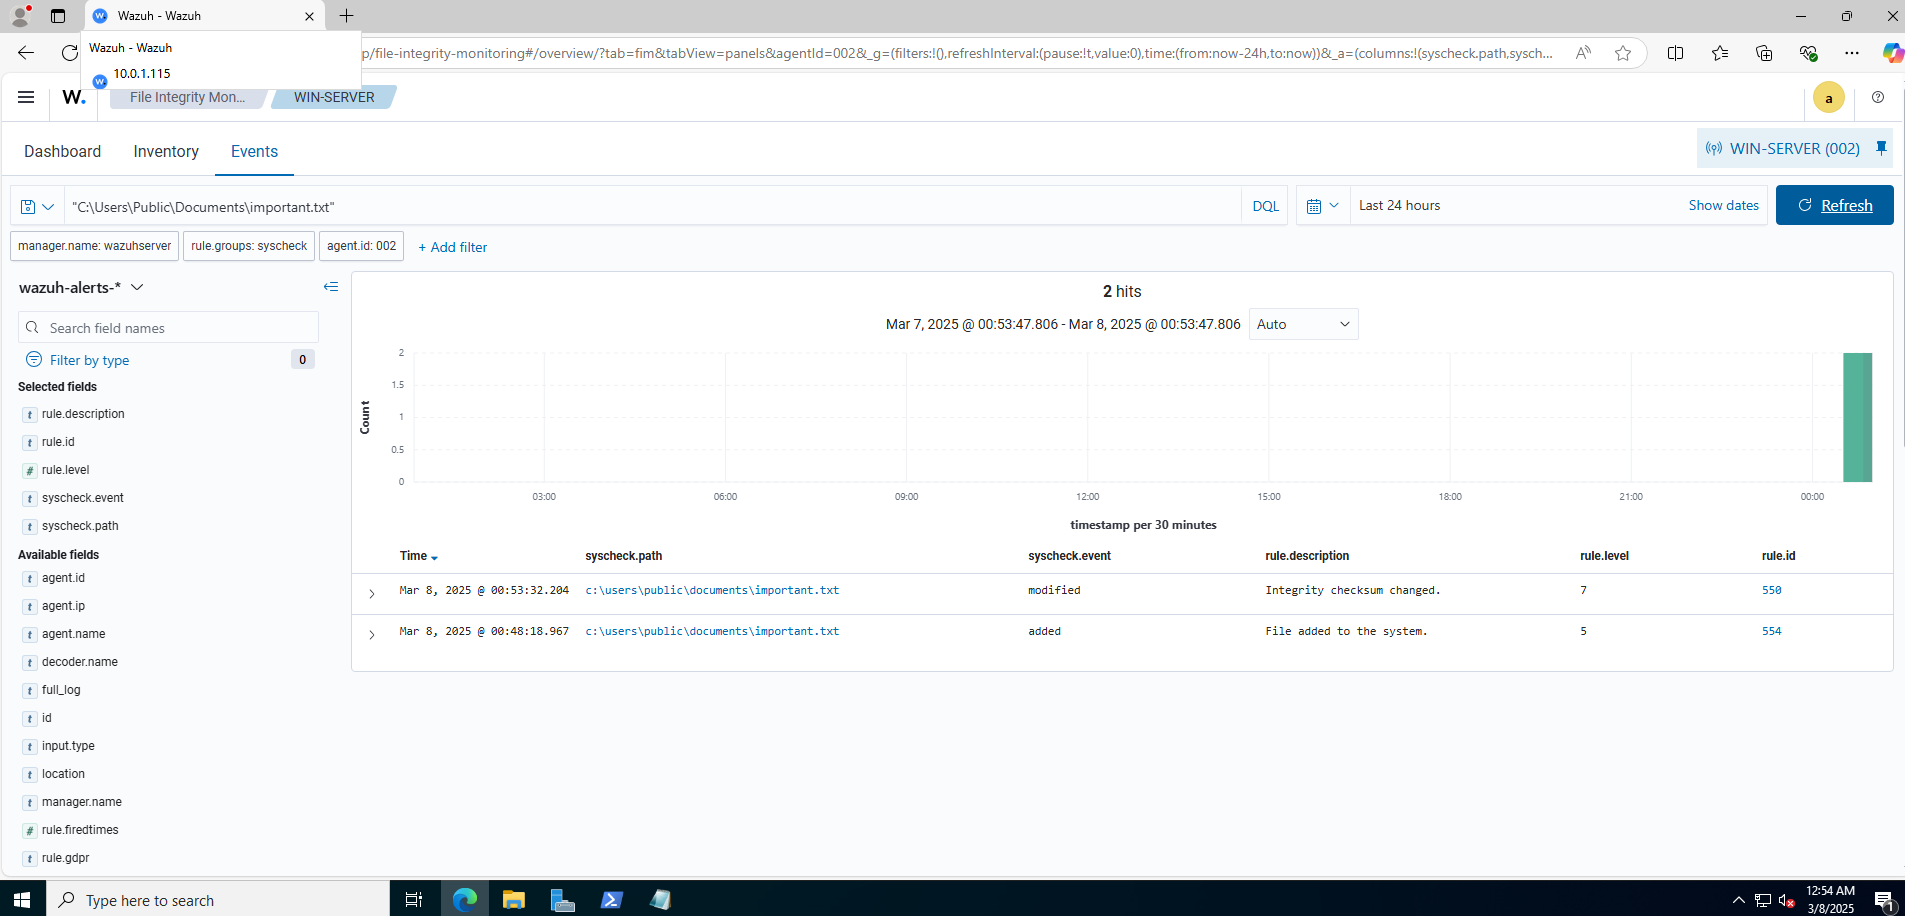 Wazuh - Wazuh
Wazuh - Wazuh
10.0.1.115
p/file-integrity-monitoring#/overview/?tab=fim&tabView=panels&agentId=002&_g=(filters:!(),refreshInterval:(pause:!t,value:0),time:(from:now-24h,to:now))&_a=(columns:!(syscheck.path,sysch...
W.
File Integrity Mon...
WIN-SERVER
a
Dashboard
Inventory
Events
WIN-SERVER (002)
"C:\Users\Public\Documents\important.txt"
DQL
Last 24 hours
Show dates
Refresh
manager.name: wazuhserver
rule.groups: syscheck
agent.id: 002
+ Add filter
wazuh-alerts-*
Search field names
Filter by type
0
Selected fields
t rule.description
t rule.id
# rule.level
t syscheck.event
t syscheck.path
Available fields
t agent.id
t agent.ip
t agent.name
t decoder.name
t full_log
t id
t input.type
t location
t manager.name
# rule.firedtimes
t rule.gdpr
2 hits
Mar 7, 2025 @ 00:53:47.806 - Mar 8, 2025 @ 00:53:47.806
Auto
Count
2
1.5
1
0.5
0
03:00 06:00 09:00 12:00 15:00 18:00 21:00 00:00
timestamp per 30 minutes
Time syscheck.path syscheck.event rule.description rule.level rule.id
Mar 8, 2025 @ 00:53:32.204 c:\users\public\documents\important.txt modified Integrity checksum changed. 7 550
Mar 8, 2025 @ 00:48:18.967 c:\users\public\documents\important.txt added File added to the system. 5 554
Type here to search
12:54 AM
3/8/2025
1